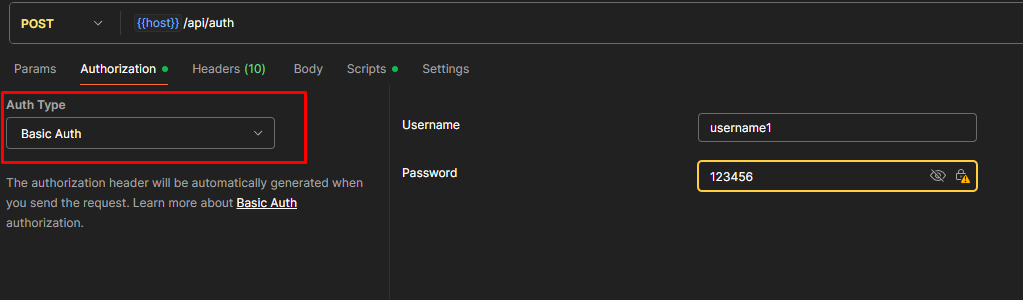 POST {{host}} /api/auth
Params Authorization Headers (10) Body Scripts Settings
Auth Type
Basic Auth
Username username1
Password 123456
The authorization header will be automatically generated when
you send the request. Learn more about Basic Auth
authorization.